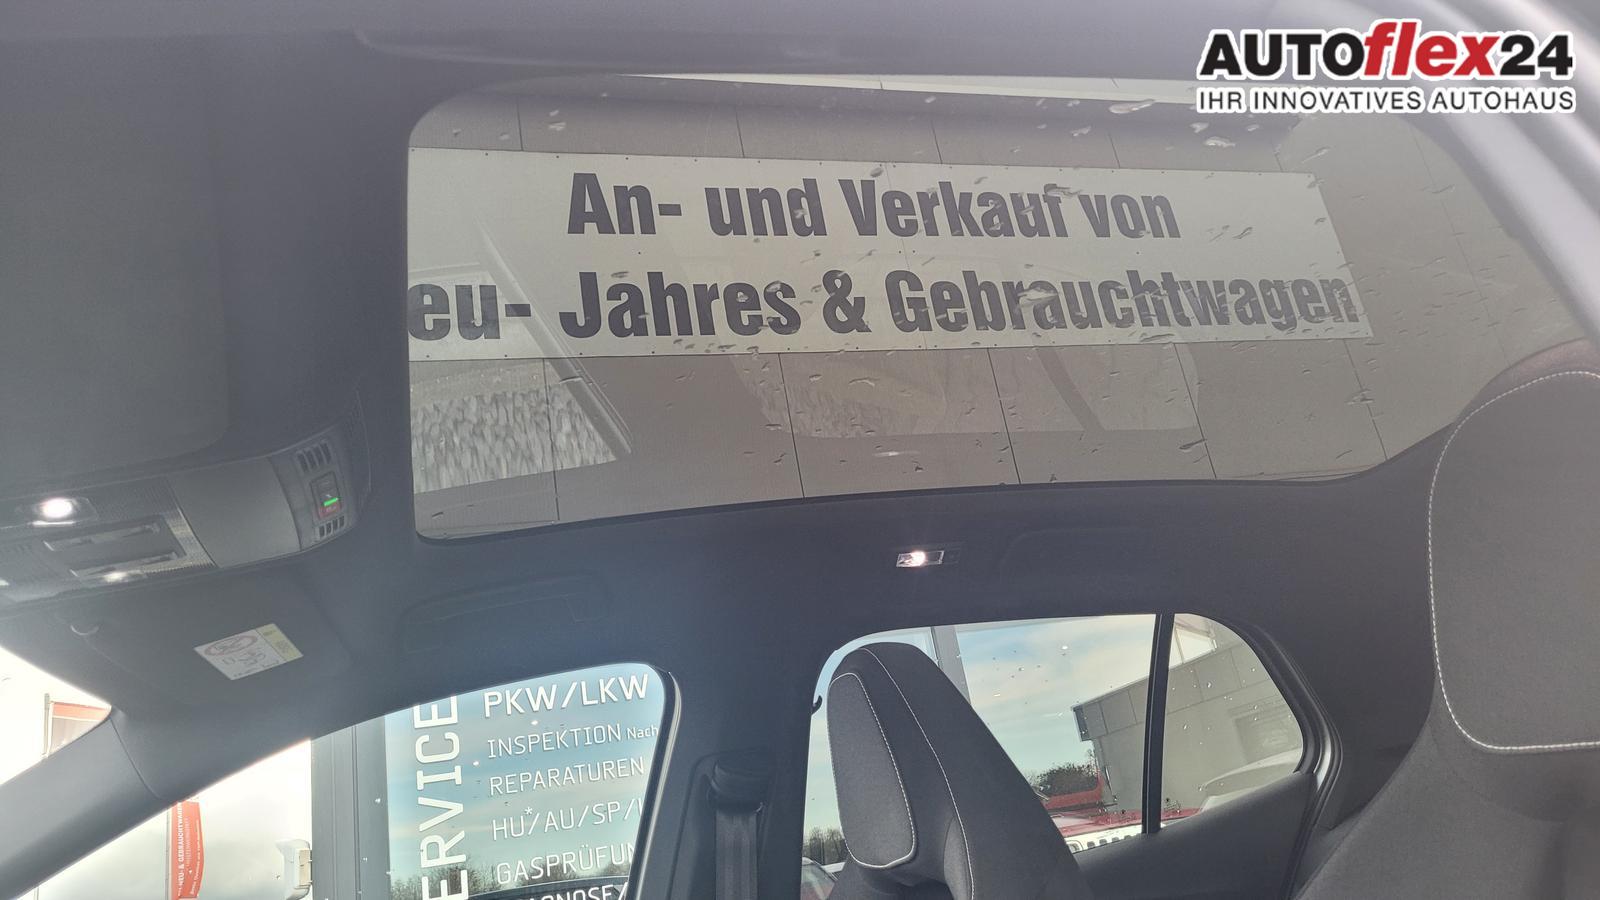 AUTOflex24
IHR INNOVATIVES AUTOHAUS
An- und Verkauf von
eu- Jahres & Gebrauchtwagen
SERVICE
PKW/LKW
INSPEKTION Nach
REPARATUREN
HU*/AU/SP/
GASPRÜFUN